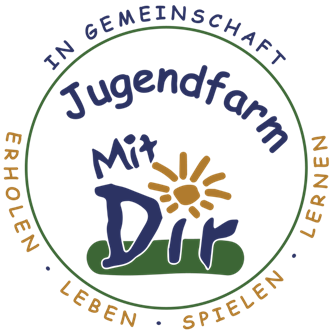 IN GEMEINSCHAFT
Jugendfarm
Mit
Dir
ERHOLEN · LEBEN · SPIELEN · LERNEN